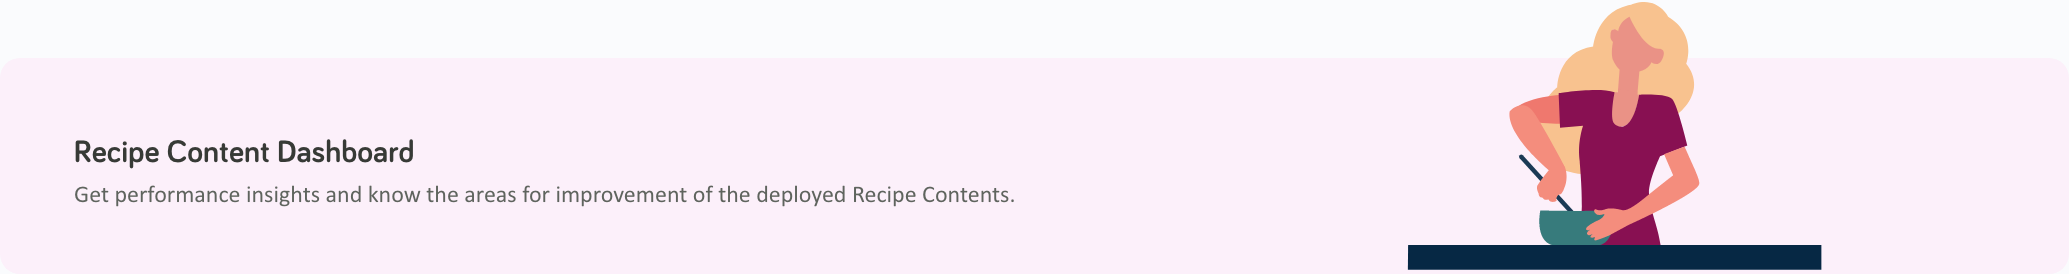 Recipe Content Dashboard
Get performance insights and know the areas for improvement of the deployed Recipe Contents.